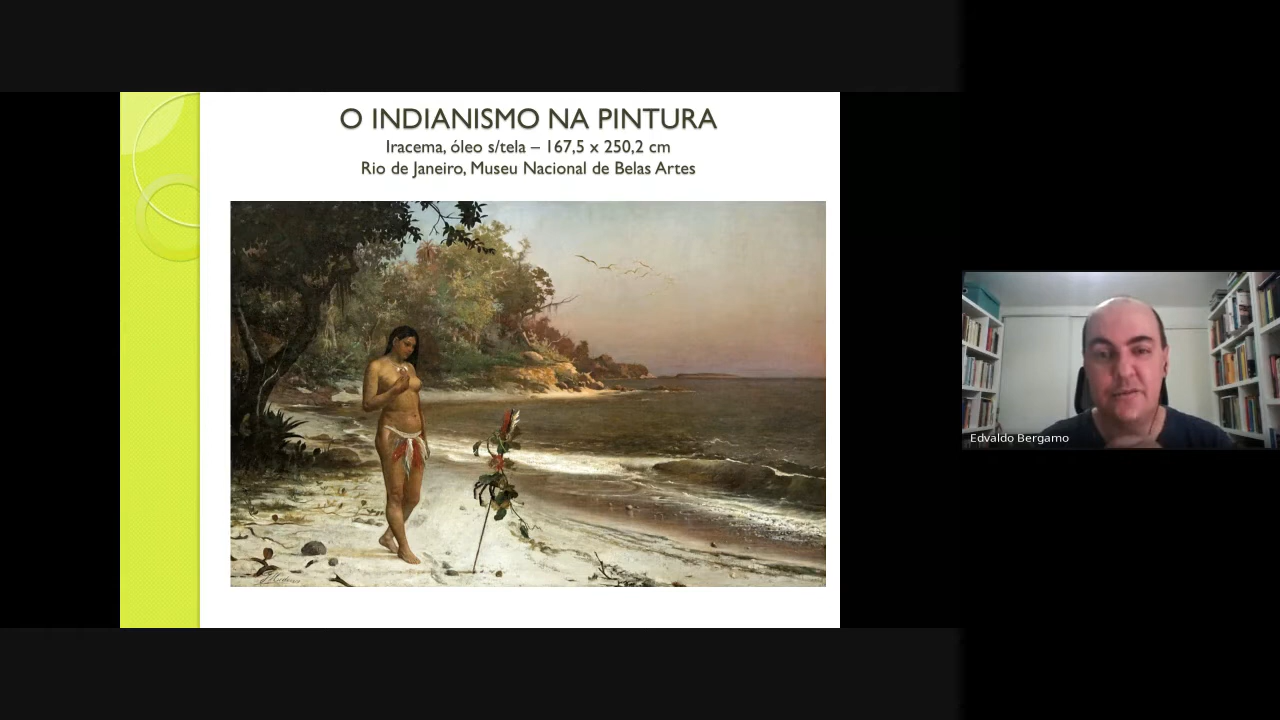 O INDIANISMO NA PINTURA
Iracema, óleo s/tela – 167,5 x 250,2 cm
Rio de Janeiro, Museu Nacional de Belas Artes
Edvaldo Bergamo